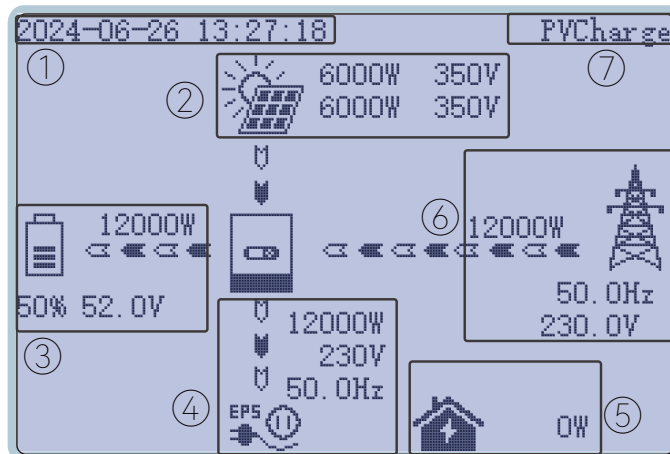 2024-06-26 13:27:18
PVCharge
①
⑦
②
6000W 350V
6000W 350V
⑥
12000W
12000W
50.0Hz
50% 52.0V
230.0V
③
12000W
230V
50.0Hz
④
EPS
⑤
0W